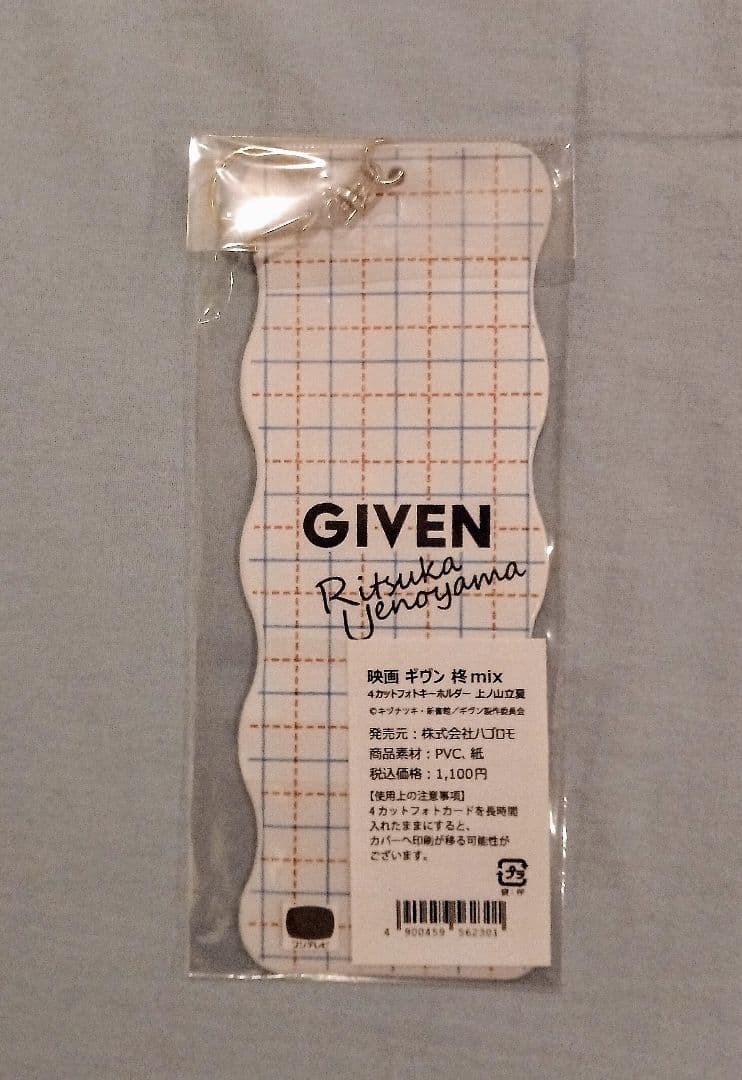 GIVEN
Ritsuka
Uenoyama
映画 ギヴン 柊mix
4カットフォトキーホルダー 上ノ山立夏
©キヅナツキ・新書館／ギヴン製作委員会
発売元：株式会社ハゴロモ
商品素材：PVC、紙
税込価格：1,100円
【使用上の注意事項】
4カットフォトカードを長時間
入れたままにすると、
カバーへ印刷が移る可能性が
ございます。
プラ
4 900459 562301
フジテレビ